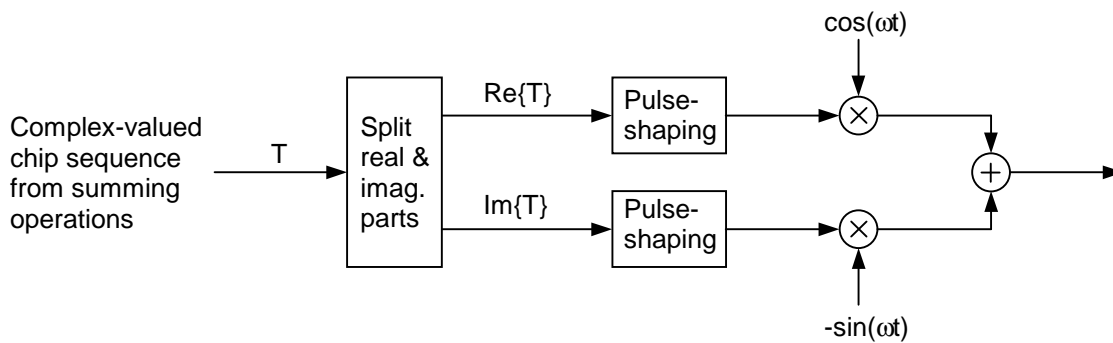 cos(ωt)
Complex-valued
chip sequence
from summing
operations
T
Split
real &
imag.
parts
Re{T}
Im{T}
Pulse-
shaping
Pulse-
shaping
-sin(ωt)